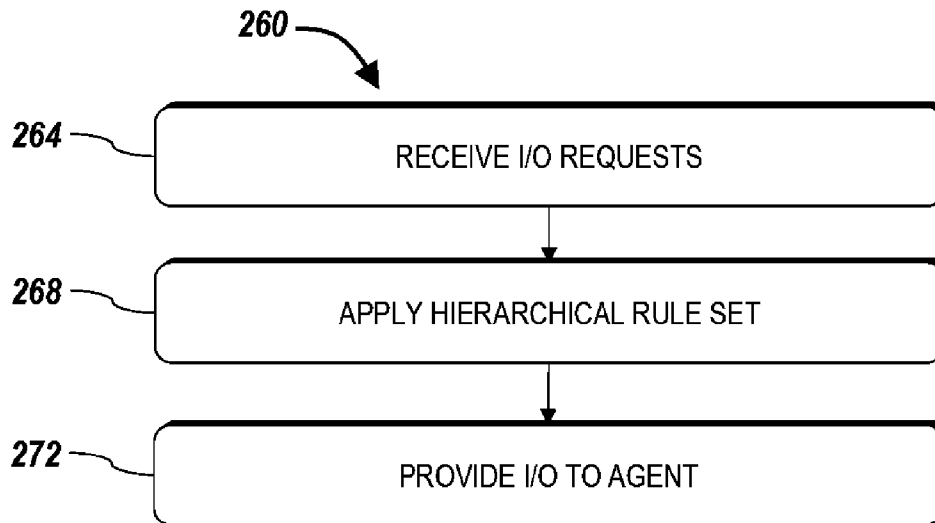 260
264
RECEIVE I/O REQUESTS
268
APPLY HIERARCHICAL RULE SET
272
PROVIDE I/O TO AGENT